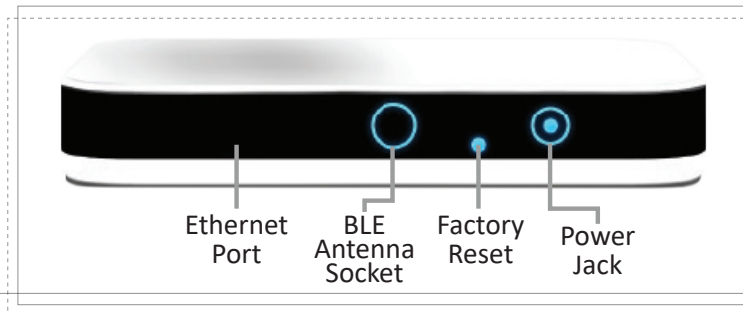 Ethernet
Port
BLE
Antenna
Socket
Factory
Reset
Power
Jack